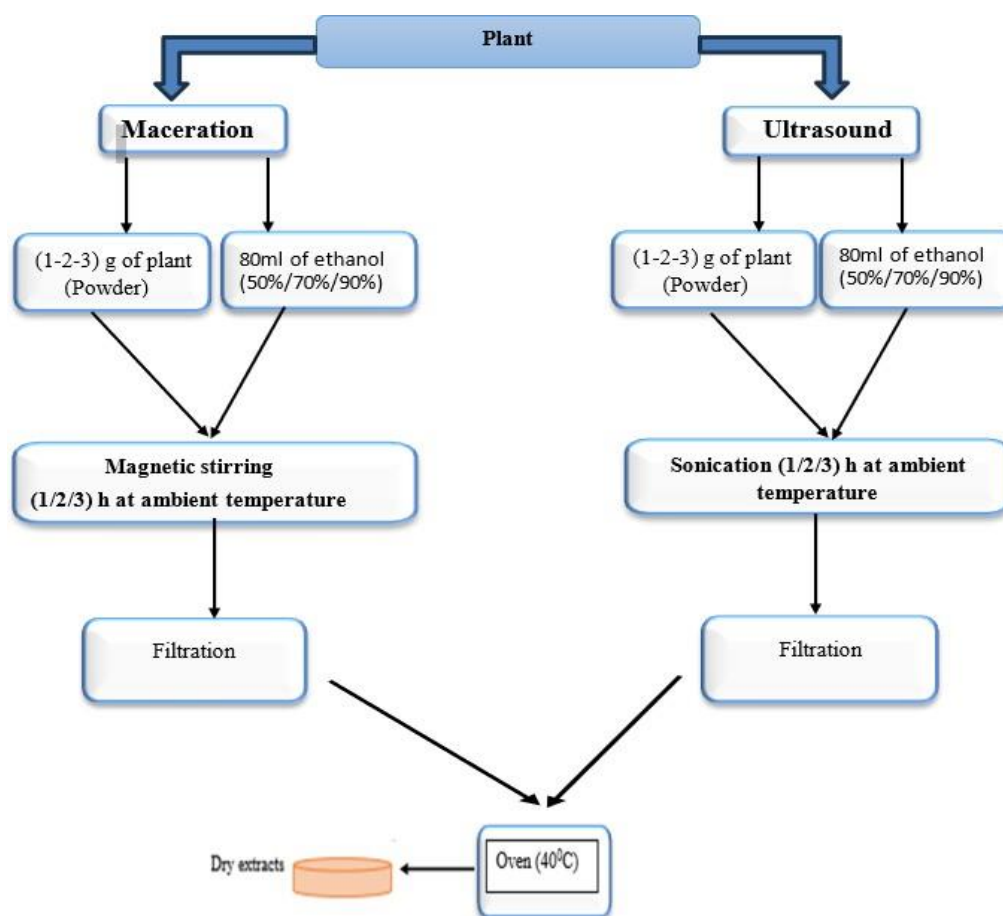 Plant
Maceration
Ultrasound
(1-2-3) g of plant
(Powder)
80ml of ethanol
(50%/70%/90%)
(1-2-3) g of plant
(Powder)
80ml of ethanol
(50%/70%/90%)
Magnetic stirring
(1/2/3) h at ambient temperature
Sonication (1/2/3) h at ambient
temperature
Filtration
Filtration
Dry extracts
Oven (40⁰C)